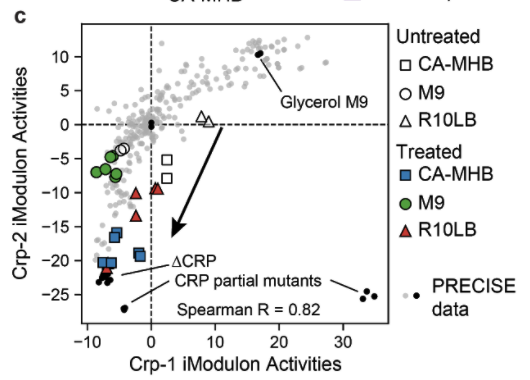 c
Untreated
CA-MHB
M9
R10LB
Treated
CA-MHB
M9
R10LB
PRECISE
data
Glycerol M9
ΔCRP
CRP partial mutants
Spearman R = 0.82
Crp-2 iModulon Activities
10
5
0
−5
−10
−15
−20
−25
−10
0
10
20
30
Crp-1 iModulon Activities